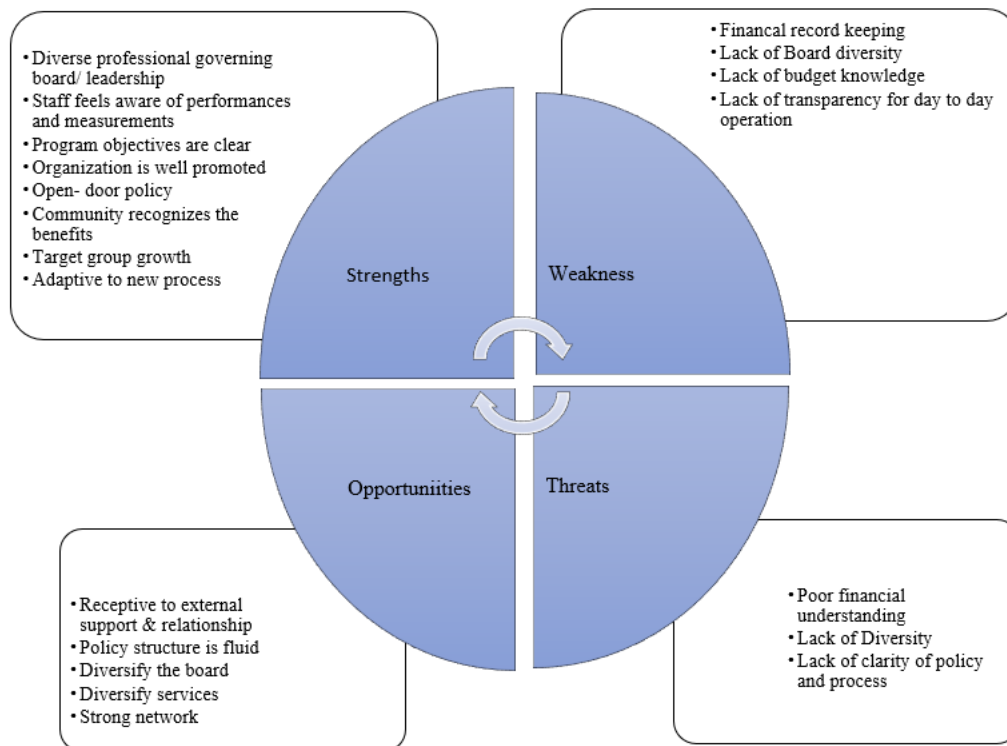 • Diverse professional governing
board/ leadership
• Staff feels aware of performances
and measurements
• Program objectives are clear
• Organization is well promoted
• Open- door policy
• Community recognizes the
benefits
• Target group growth
• Adaptive to new process
• Financal record keeping
• Lack of Board diversity
• Lack of budget knowledge
• Lack of transparency for day to day
operation
Strengths
Weakness
Opportuniities
Threats
• Receptive to external
support & relationship
• Policy structure is fluid
• Diversify the board
• Diversify services
• Strong network
• Poor financial
understanding
• Lack of Diversity
• Lack of clarity of policy
and process